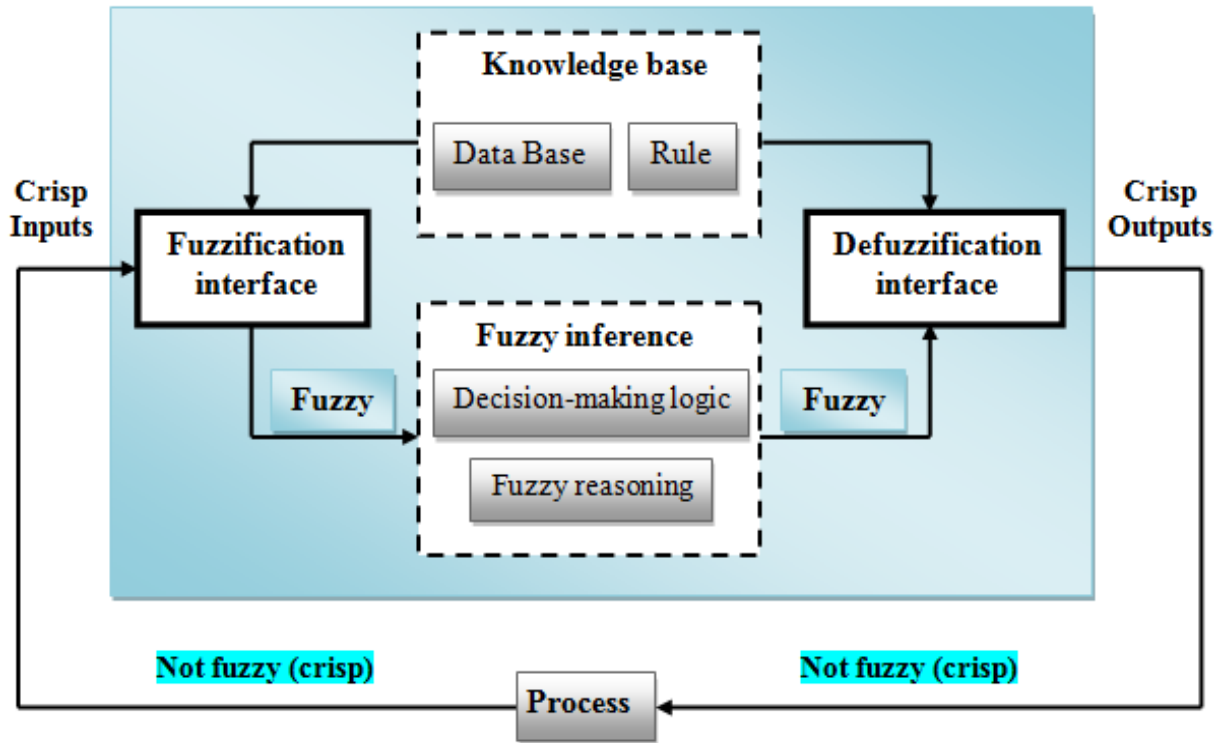 Knowledge base
Data Base
Rule
Crisp
Inputs
Fuzzification
interface
Defuzzification
interface
Crisp
Outputs
Fuzzy inference
Decision-making logic
Fuzzy reasoning
Fuzzy
Fuzzy
Not fuzzy (crisp)
Not fuzzy (crisp)
Process